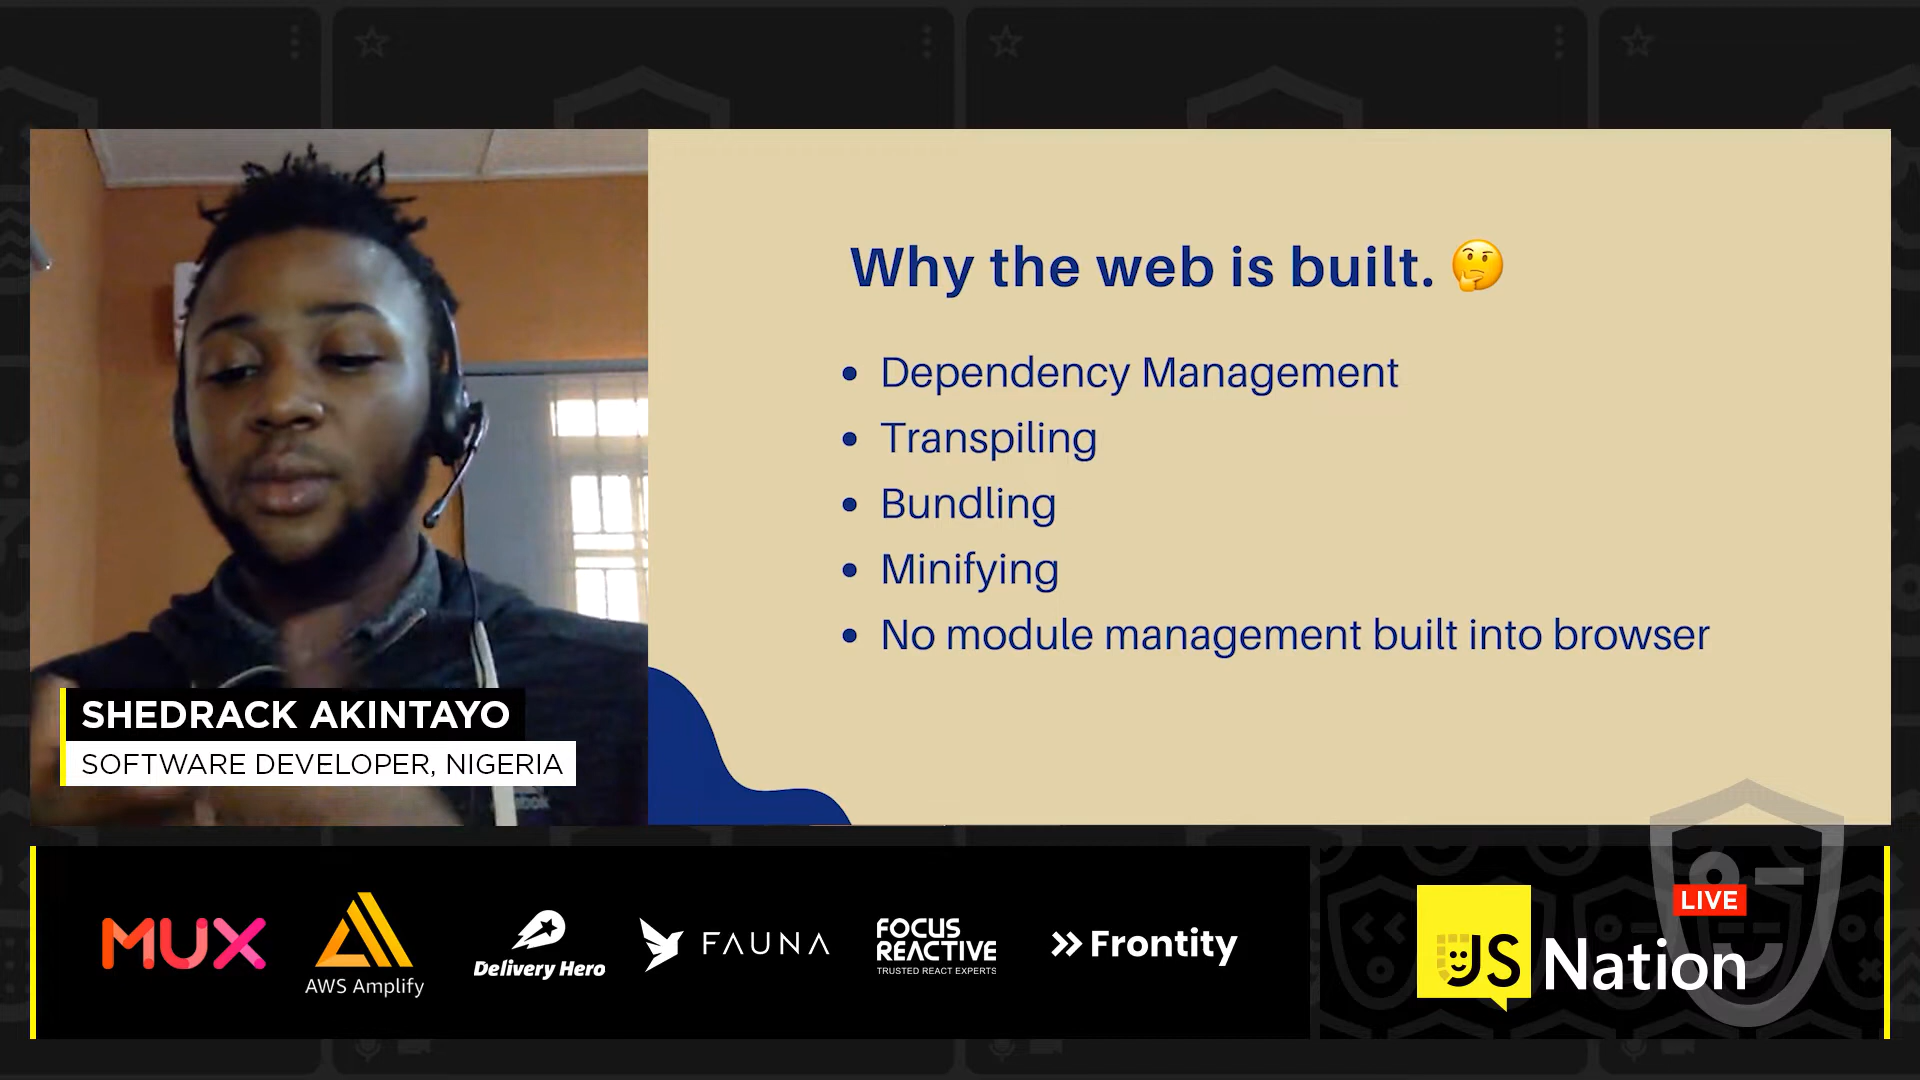 Why the web is built. 🤔
Dependency Management
Transpiling
Bundling
Minifying
No module management built into browser
SHEDRACK AKINTAYO
SOFTWARE DEVELOPER, NIGERIA
MUX
AWS Amplify
Delivery Hero
FAUNA
FOCUS
REACTIVE
TRUSTED REACT EXPERTS
Frontity
JS Nation
LIVE